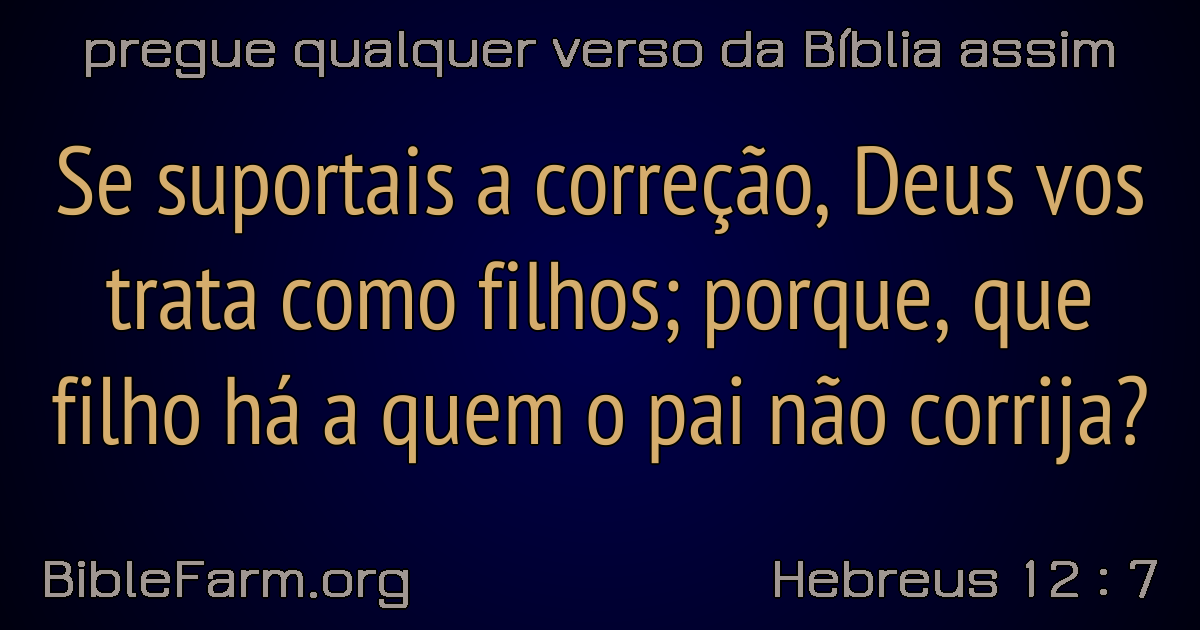 pregue qualquer verso da Bíblia assim
Se suportais a correção, Deus vos
trata como filhos; porque, que
filho há a quem o pai não corrija?
BibleFarm.org
Hebreus 12 : 7